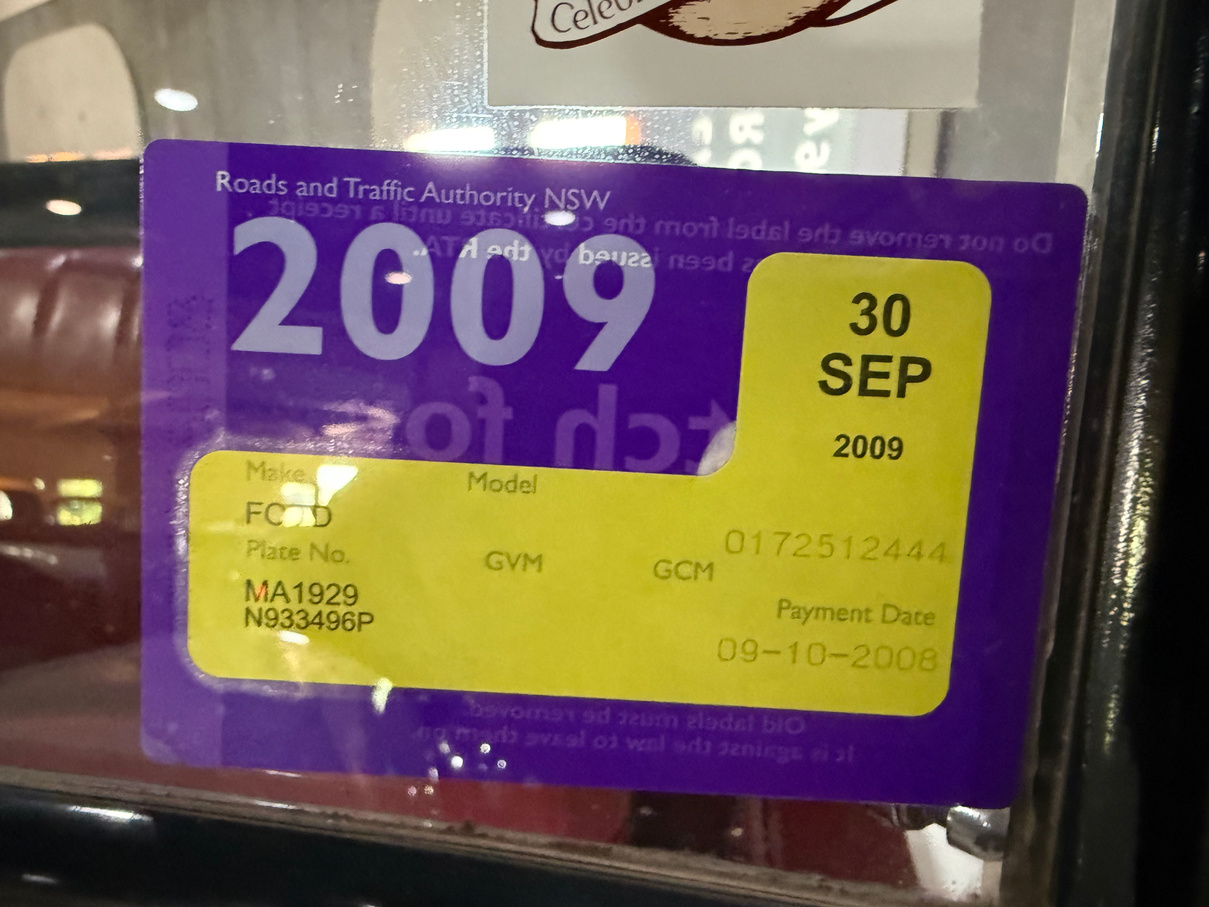 Roads and Traffic Authority NSW
2009
Do not remove the label from the certificate until a receipt
has been issued by the RTA.
30
SEP
2009
Make
Model
FORD
Plate No.
GVM
GCM
0172512444
MA1929
N933496P
Payment Date
09-10-2008
Old labels must be removed
It is against the law to leave them on.